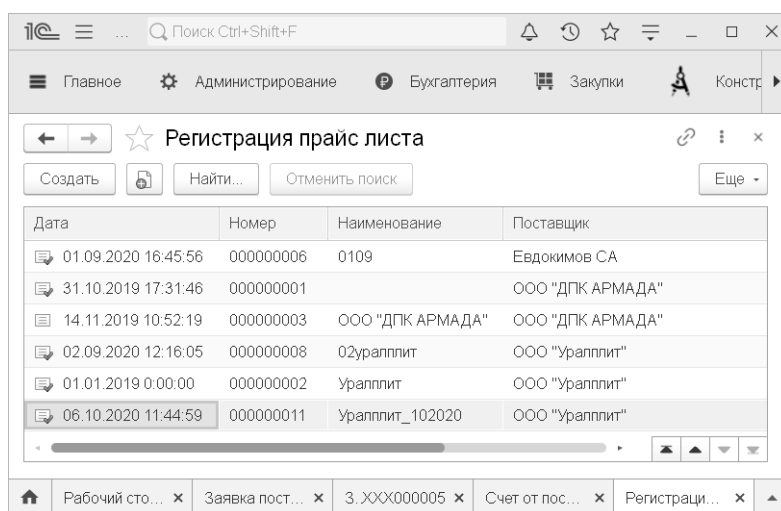 1С ... Поиск Ctrl+Shift+F
Главное Администрирование Бухгалтерия Закупки Констр
Регистрация прайс листа
Создать Найти... Отменить поиск Еще
Дата Номер Наименование Поставщик
01.09.2020 16:45:56 000000006 0109 Евдокимов СА
31.10.2019 17:31:46 000000001 ООО "ДПК АРМАДА"
14.11.2019 10:52:19 000000003 ООО "ДПК АРМАДА" ООО "ДПК АРМАДА"
02.09.2020 12:16:05 000000008 02уралплит ООО "Уралплит"
01.01.2019 0:00:00 000000002 Уралплит ООО "Уралплит"
06.10.2020 11:44:59 000000011 Уралплит_102020 ООО "Уралплит"
Рабочий сто... Заявка пост... З.ХХХ000005 Счет от пос... Регистраци...